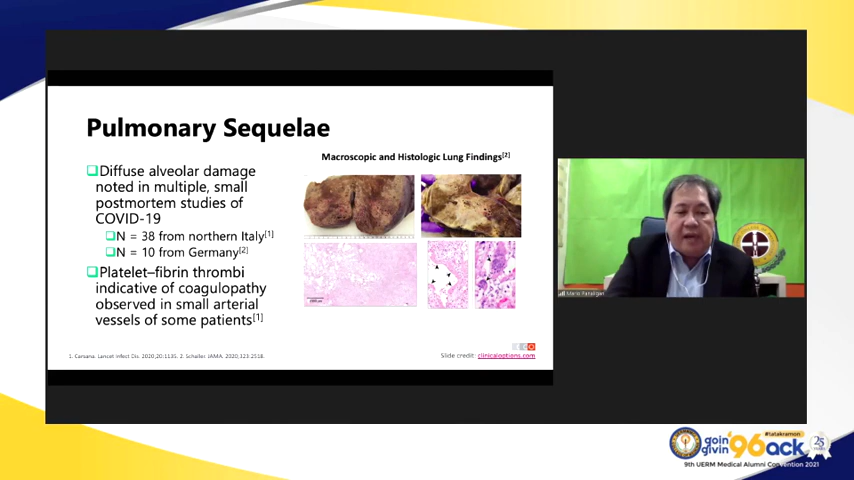 Pulmonary Sequelae
Macroscopic and Histologic Lung Findings[2]
Diffuse alveolar damage
noted in multiple, small
postmortem studies of
COVID-19
N = 38 from northern Italy[1]
N = 10 from Germany[2]
Platelet–fibrin thrombi
indicative of coagulopathy
observed in small arterial
vessels of some patients[1]
1. Carsana. Lancet Infect Dis. 2020;20:1135. 2. Schaller. JAMA. 2020;323:2518.
Slide credit: clinicaloptions.com
#tatakramon
goin' '96 ack
givin
25
9th UERM Medical Alumni Convention 2021